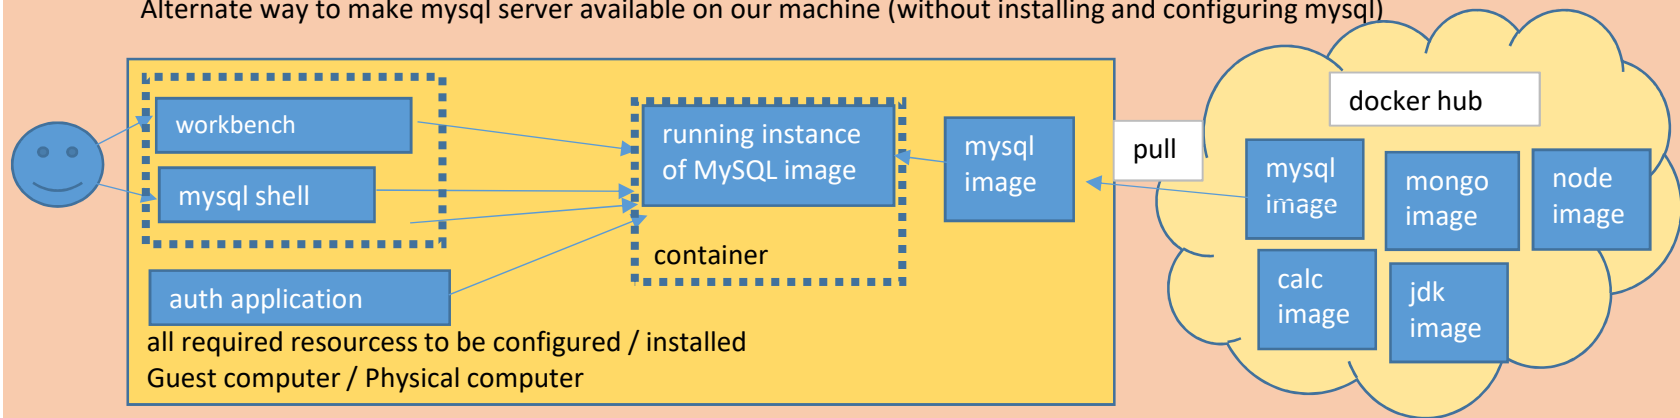 Alternate way to make mysql server available on our machine (without installing and configuring mysql)
workbench
mysql shell
auth application
running instance
of MySQL image
container
mysql
image
pull
docker hub
mysql
image
mongo
image
node
image
calc
image
jdk
image
all required resourcess to be configured / installed
Guest computer / Physical computer